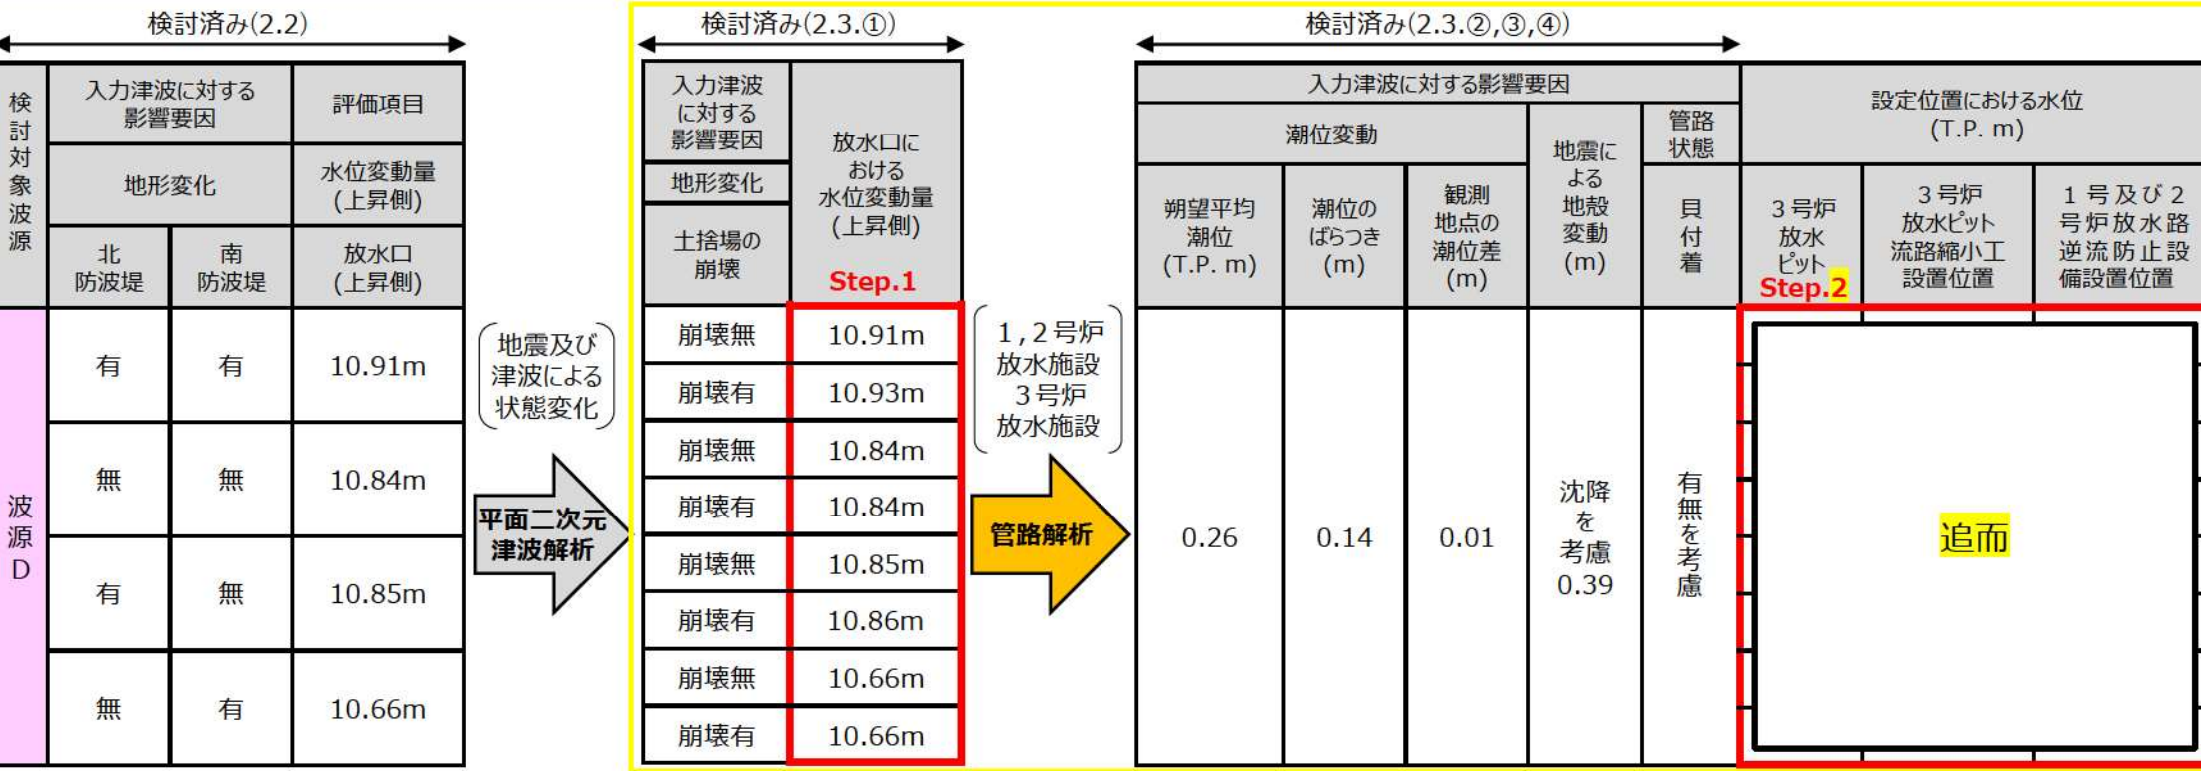 検討済み(2.2)
検討対象波源
入力津波に対する
影響要因
評価項目
地形変化
水位変動量
(上昇側)
北
防波堤
南
防波堤
放水口
(上昇側)
波源D
有
有
10.91m
無
無
10.84m
有
無
10.85m
無
有
10.66m
地震及び
津波による
状態変化
平面二次元
津波解析
検討済み(2.3.①)
入力津波
に対する
影響要因
地形変化
土捨場の
崩壊
放水口に
おける
水位変動量
(上昇側)
Step.1
崩壊無
10.91m
崩壊有
10.93m
崩壊無
10.84m
崩壊有
10.84m
崩壊無
10.85m
崩壊有
10.86m
崩壊無
10.66m
崩壊有
10.66m
1,2号炉
放水施設
3号炉
放水施設
管路解析
検討済み(2.3.②,③,④)
入力津波に対する影響要因
潮位変動
朔望平均
潮位
(T.P. m)
潮位の
ばらつき
(m)
観測
地点の
潮位差
(m)
地震に
よる
地殻
変動
(m)
管路
状態
貝付着
設定位置における水位
(T.P. m)
3号炉
放水
ピット
Step.2
3号炉
放水ピット
流路縮小工
設置位置
1号及び2
号炉放水路
逆流防止設
備設置位置
0.26
0.14
0.01
沈降
を
考慮
0.39
有無を考慮
追而